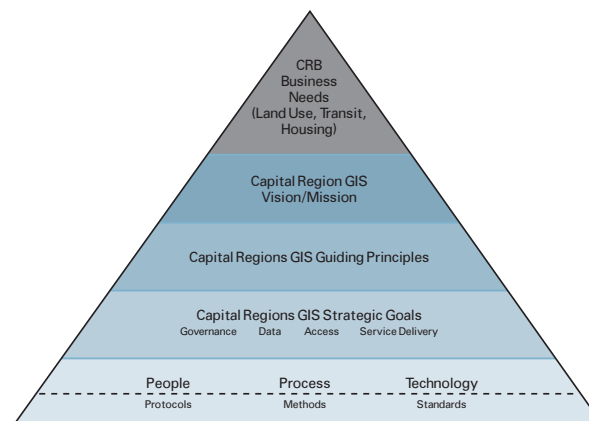 CRB
Business
Needs
(Land Use, Transit,
Housing)
Capital Region GIS
Vision/Mission
Capital Regions GIS Guiding Principles
Capital Regions GIS Strategic Goals
Governance Data Access Service Delivery
People Process Technology
Protocols Methods Standards